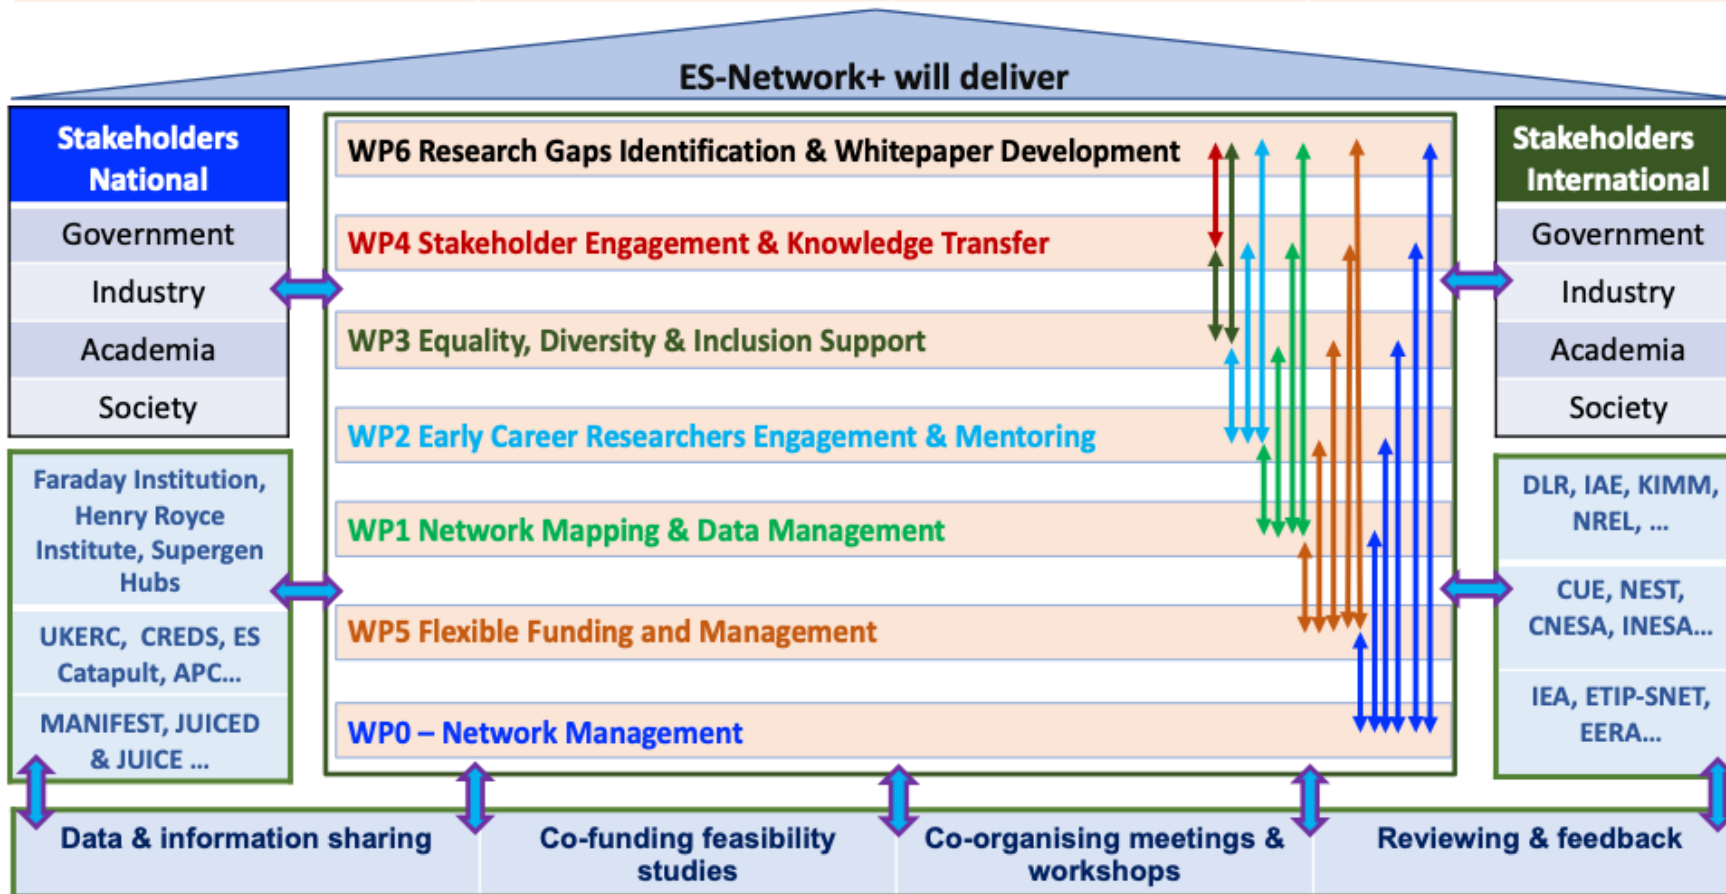 ES-Network+ will deliver
Stakeholders
National
Government
Industry
Academia
Society
Faraday Institution,
Henry Royce
Institute, Supergen
Hubs
UKERC, CREDS, ES
Catapult, APC...
MANIFEST, JUICED
& JUICE ...
WP6 Research Gaps Identification & Whitepaper Development
WP4 Stakeholder Engagement & Knowledge Transfer
WP3 Equality, Diversity & Inclusion Support
WP2 Early Career Researchers Engagement & Mentoring
WP1 Network Mapping & Data Management
WP5 Flexible Funding and Management
WP0 – Network Management
Stakeholders
International
Government
Industry
Academia
Society
DLR, IAE, KIMM,
NREL, ...
CUE, NEST,
CNESA, INESA...
IEA, ETIP-SNET,
EERA...
Data & information sharing
Co-funding feasibility
studies
Co-organising meetings &
workshops
Reviewing & feedback